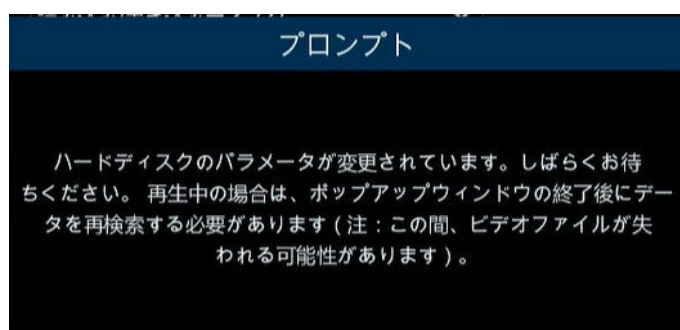 プロンプト
ハードディスクのパラメータが変更されています。しばらくお待
ちください。 再生中の場合は、ポップアップウィンドウの終了後にデー
タを再検索する必要があります ( 注：この間、ビデオファイルが失
われる可能性があります ) 。